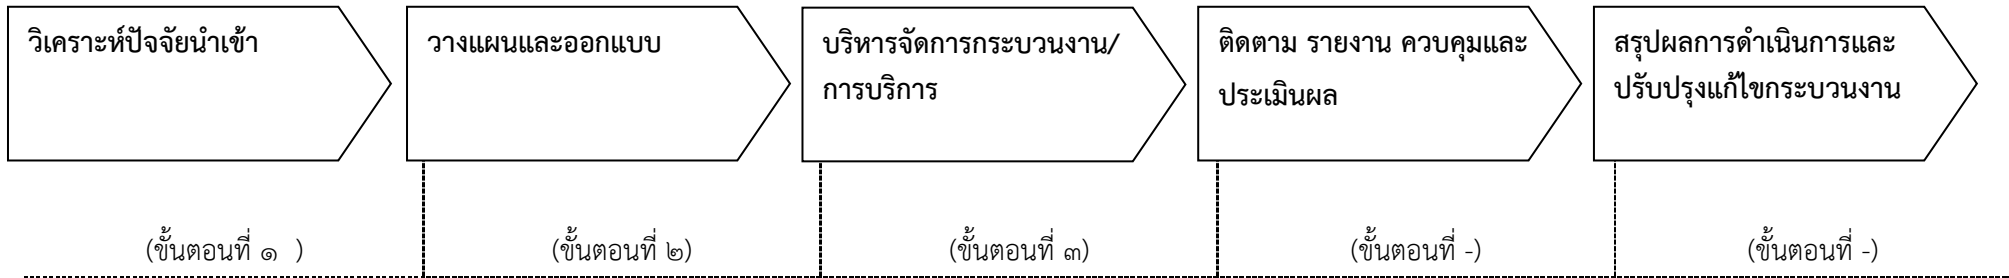 วิเคราะห์ปัจจัยนำเข้า
วางแผนและออกแบบ
บริหารจัดการกระบวนงาน/
การบริการ
ติดตาม รายงาน ควบคุมและ
ประเมินผล
สรุปผลการดำเนินการและ
ปรับปรุงแก้ไขกระบวนงาน
(ขั้นตอนที่ ๑ )
(ขั้นตอนที่ ๒)
(ขั้นตอนที่ ๓)
(ขั้นตอนที่ -)
(ขั้นตอนที่ -)